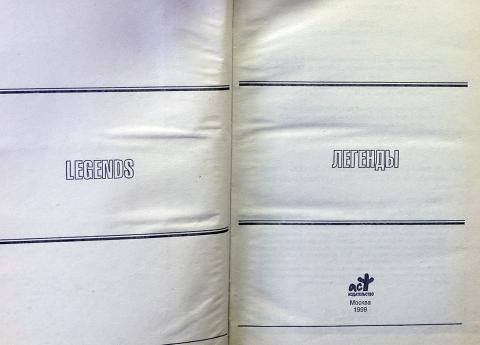 LEGENDS
ЛЕГЕНДЫ
аст
ИЗДАТЕЛЬСТВО
Москва
1999